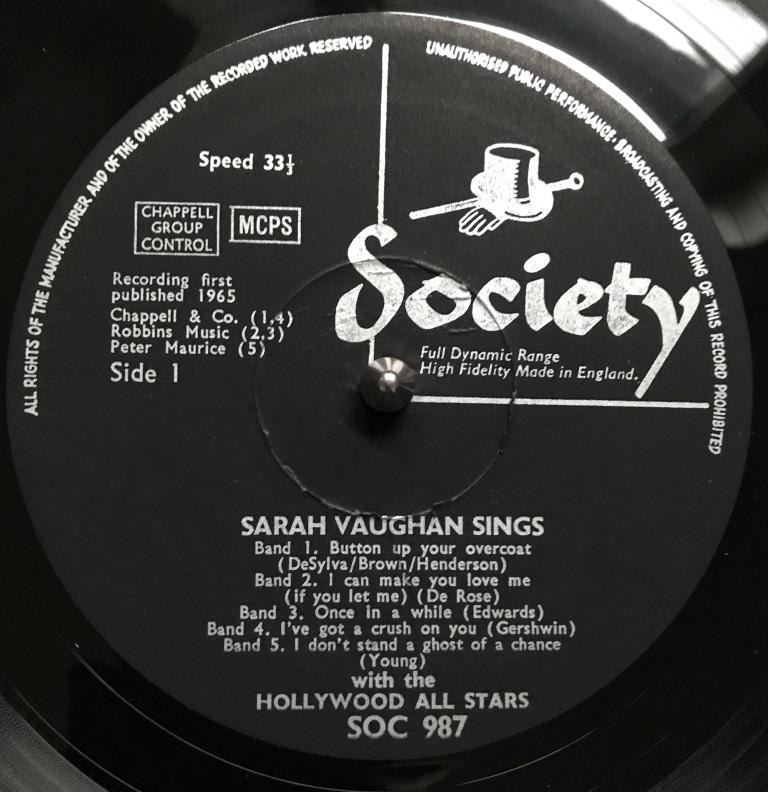 ALL RIGHTS OF THE MANUFACTURER AND OF THE OWNER OF THE RECORDED WORK RESERVED
UNAUTHORISED PUBLIC PERFORMANCE · BROADCASTING AND COPYING OF THIS RECORD PROHIBITED
Speed 33⅓
CHAPPELL
GROUP
CONTROL
MCPS
Society
Recording first
published 1965
Chappell & Co. (1,4)
Robbins Music (2,3)
Peter Maurice (5)
Side 1
Full Dynamic Range
High Fidelity Made in England.
SARAH VAUGHAN SINGS
Band 1. Button up your overcoat
(DeSylva/Brown/Henderson)
Band 2. I can make you love me
(if you let me) (De Rose)
Band 3. Once in a while (Edwards)
Band 4. I've got a crush on you (Gershwin)
Band 5. I don't stand a ghost of a chance
(Young)
with the
HOLLYWOOD ALL STARS
SOC 987